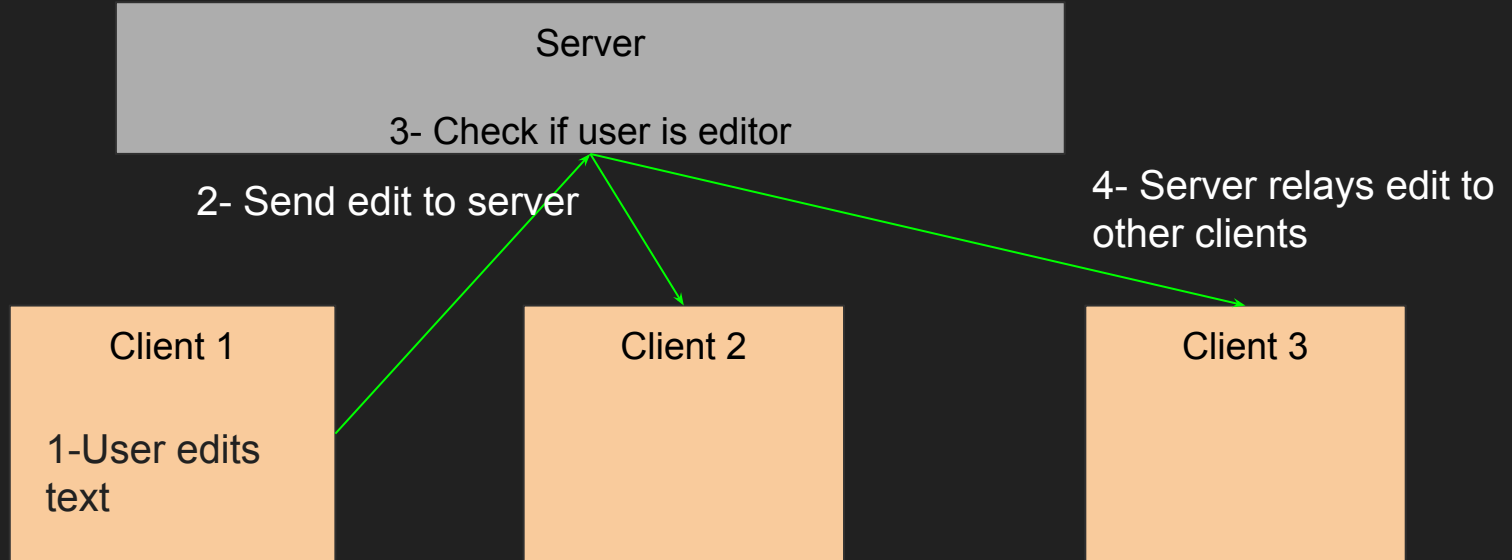 Server
3- Check if user is editor
2- Send edit to server
4- Server relays edit to
other clients
Client 1
1-User edits
text
Client 2
Client 3